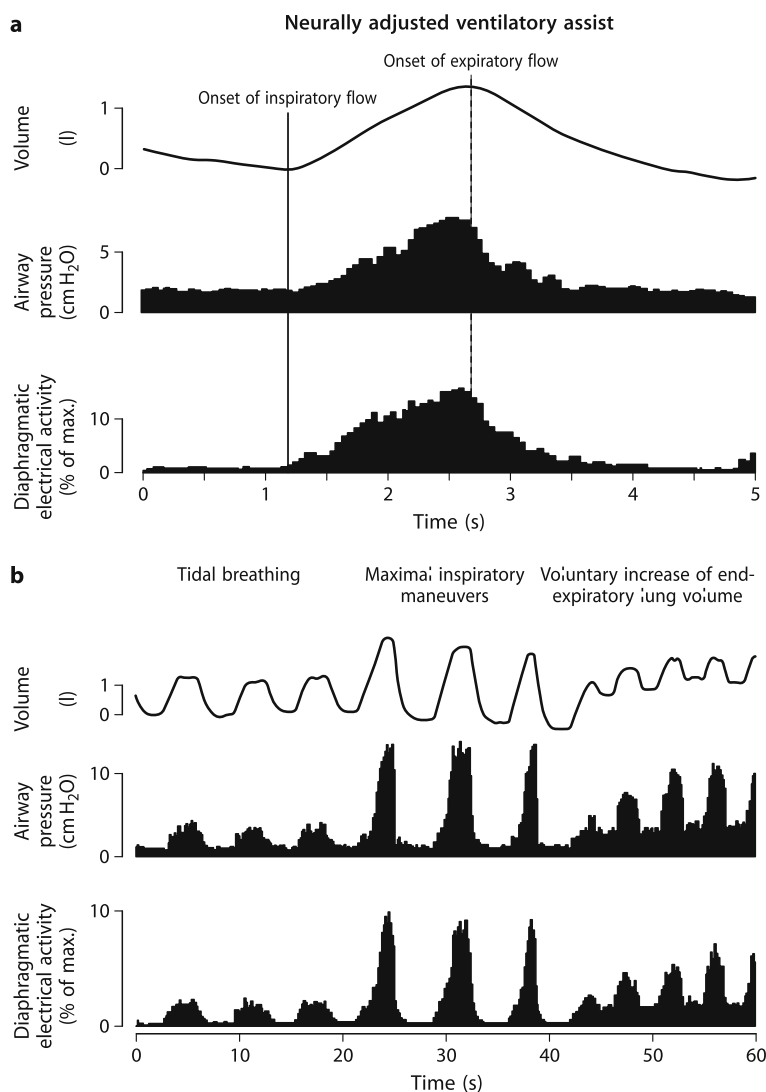 a
Neurally adjusted ventilatory assist
Onset of expiratory flow
Onset of inspiratory flow
Volume
(l)
1
0
Airway
pressure
(cm H₂O)
5
0
Diaphragmatic
electrical activity
(% of max.)
10
0
0 1 2 3 4 5
Time (s)
b
Tidal breathing
Maximal inspiratory
maneuvers
Voluntary increase of end-
expiratory lung volume
Volume
(l)
1
0
Airway
pressure
(cm H₂O)
10
0
Diaphragmatic
electrical activity
(% of max.)
10
0
0 10 20 30 40 50 60
Time (s)